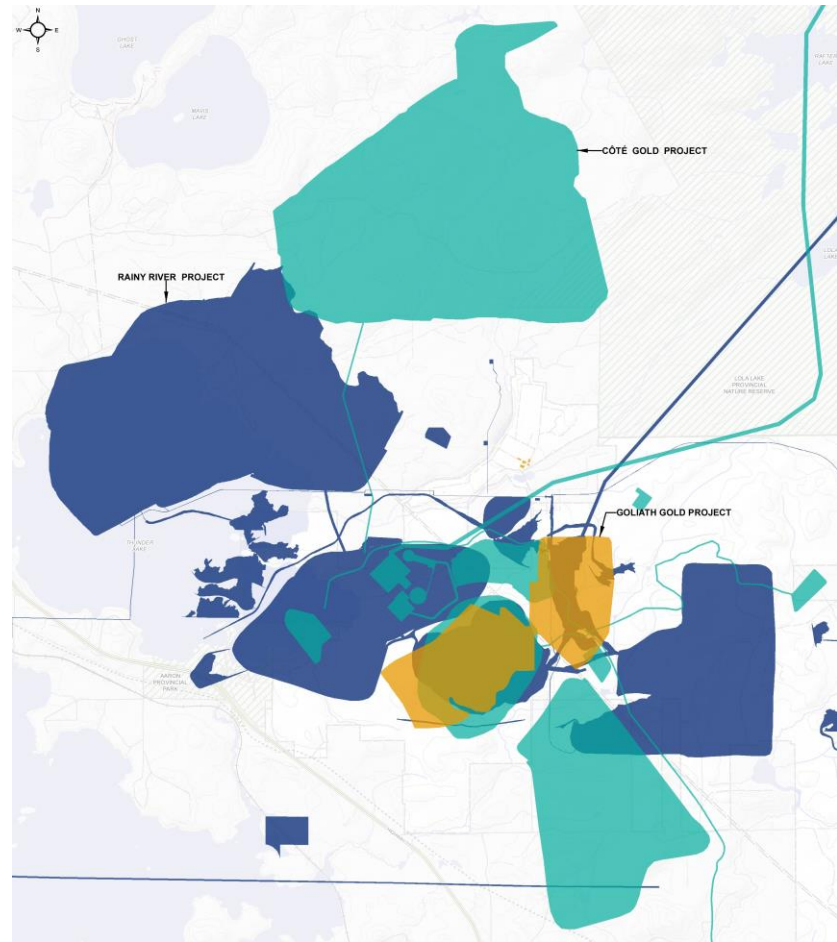 N
W
E
S
GHOST
LAKE
MAVIS
LAKE
CÔTÉ GOLD PROJECT
RAINY RIVER PROJECT
LOLA LAKE
PROVINCIAL
NATURE RESERVE
GOLIATH GOLD PROJECT
THUNDER
LAKE
AARON
PROVINCIAL
PARK